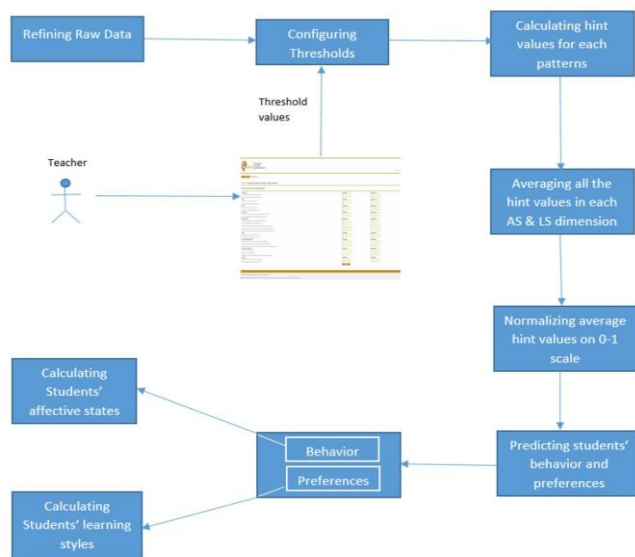 Refining Raw Data
Configuring
Thresholds
Calculating hint
values for each
patterns
Threshold
values
Teacher
Averaging all the
hint values in each
AS & LS dimension
Normalizing average
hint values on 0-1
scale
Calculating
Students'
affective states
Behavior
Preferences
Predicting students'
behavior and
preferences
Calculating
Students' learning
styles